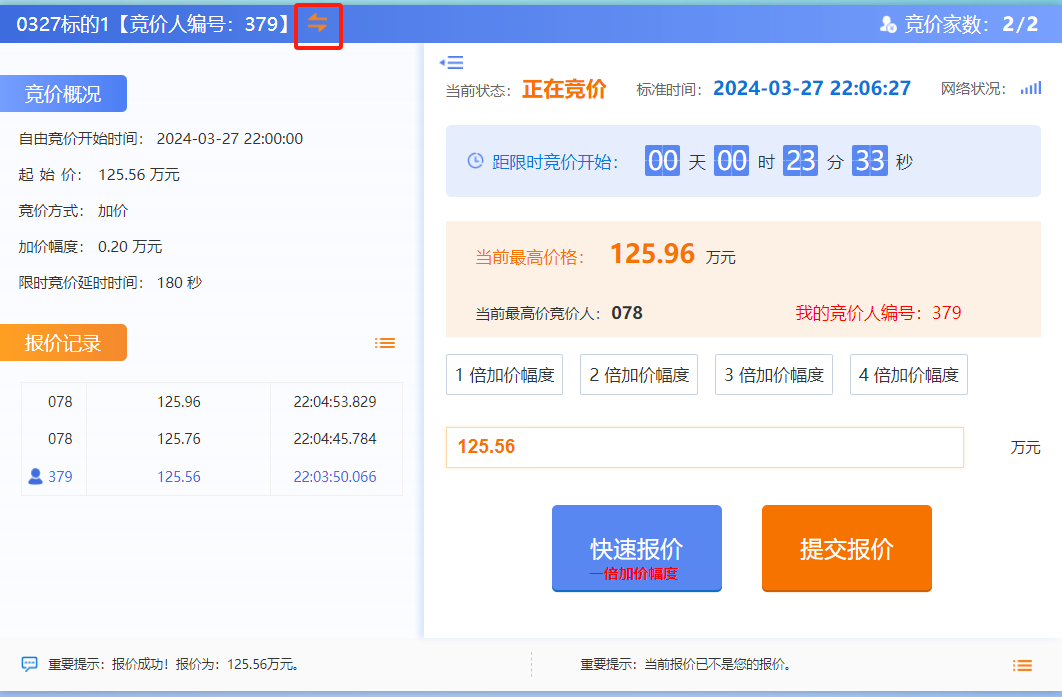 0327标的1【竞价人编号：379】
竞价家数：2/2
竞价概况
自由竞价开始时间： 2024-03-27 22:00:00
起 始 价： 125.56 万元
竞价方式： 加价
加价幅度： 0.20 万元
限时竞价延时时间： 180 秒
报价记录
078 125.96 22:04:53.829
078 125.76 22:04:45.784
379 125.56 22:03:50.066
当前状态：正在竞价 标准时间：2024-03-27 22:06:27 网络状况：
距限时竞价开始： 00 天 00 时 23 分 33 秒
当前最高价格： 125.96 万元
当前最高价竞价人：078 我的竞价人编号：379
1 倍加价幅度 2 倍加价幅度 3 倍加价幅度 4 倍加价幅度
125.56 万元
快速报价
一倍加价幅度
提交报价
重要提示：报价成功！报价为：125.56万元。
重要提示：当前报价已不是您的报价。